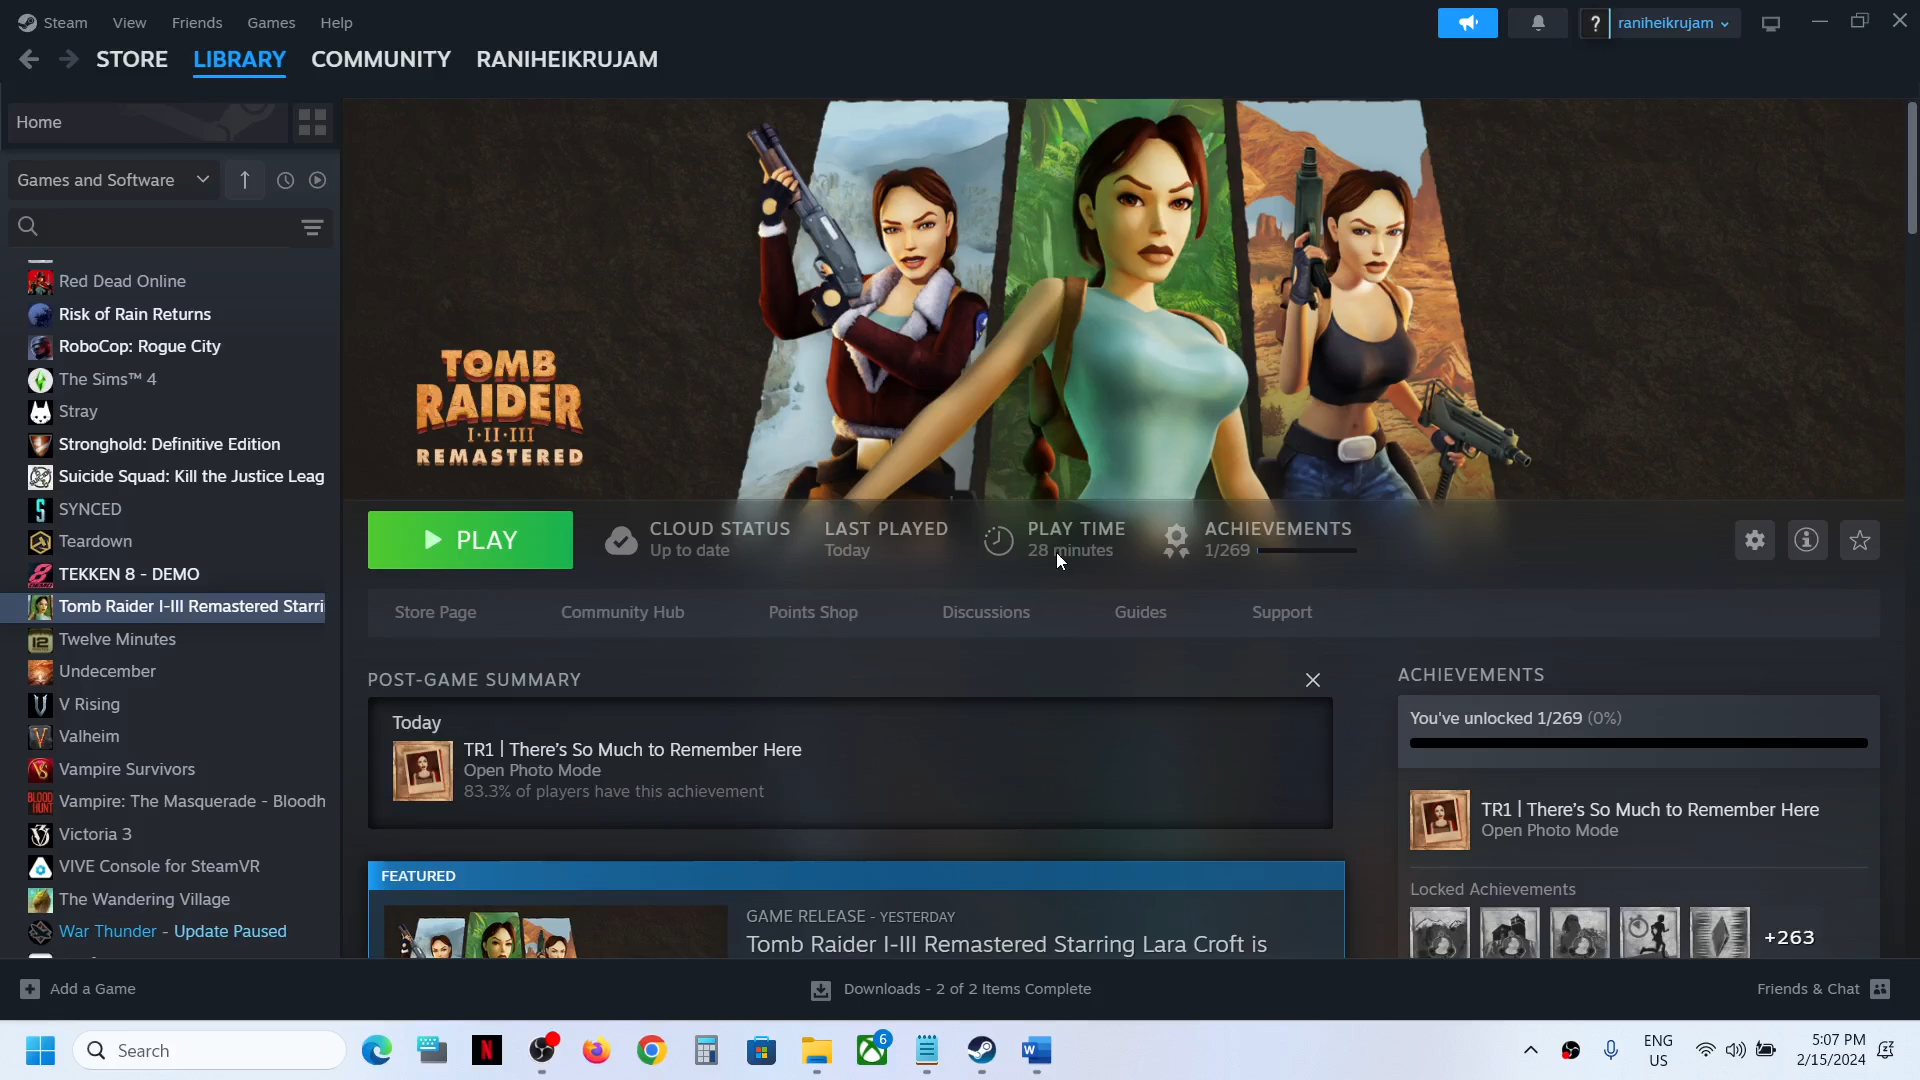 Steam View Friends Games Help
? raniheikrujam
STORE LIBRARY COMMUNITY RANIHEIKRUJAM
Home
Games and Software
Red Dead Online
Risk of Rain Returns
RoboCop: Rogue City
The Sims™ 4
Stray
Stronghold: Definitive Edition
Suicide Squad: Kill the Justice Leag
SYNCED
Teardown
TEKKEN 8 - DEMO
Tomb Raider I-III Remastered Starri
Twelve Minutes
Undecember
V Rising
Valheim
Vampire Survivors
Vampire: The Masquerade - Bloodh
Victoria 3
VIVE Console for SteamVR
The Wandering Village
War Thunder - Update Paused
TOMB
RAIDER
I·II·III
REMASTERED
PLAY
CLOUD STATUS
Up to date
LAST PLAYED
Today
PLAY TIME
28 minutes
ACHIEVEMENTS
1/269
Store Page Community Hub Points Shop Discussions Guides Support
POST-GAME SUMMARY
Today
TR1 | There's So Much to Remember Here
Open Photo Mode
83.3% of players have this achievement
FEATURED
GAME RELEASE - YESTERDAY
Tomb Raider I-III Remastered Starring Lara Croft is
ACHIEVEMENTS
You've unlocked 1/269 (0%)
TR1 | There's So Much to Remember Here
Open Photo Mode
Locked Achievements
+263
Add a Game
Downloads - 2 of 2 Items Complete
Friends & Chat
Search
6
ENG
US
5:07 PM
2/15/2024